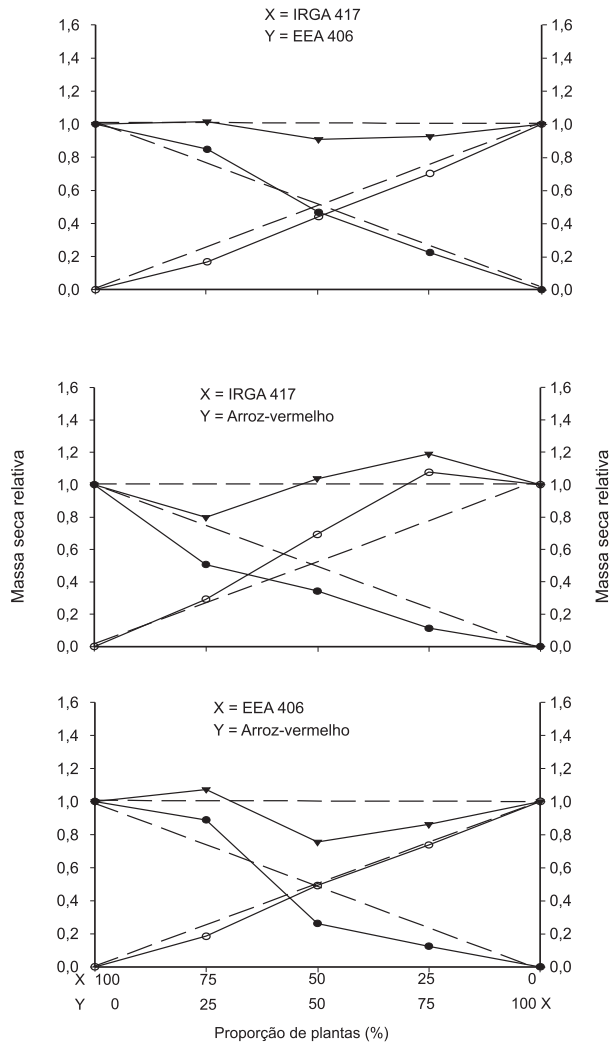 X = IRGA 417
Y = EEA 406
1,6 1,6
1,4 1,4
1,2 1,2
1,0 1,0
0,8 0,8
0,6 0,6
0,4 0,4
0,2 0,2
0,0 0,0
X = IRGA 417
Y = Arroz-vermelho
1,6 1,6
1,4 1,4
1,2 1,2
1,0 1,0
0,8 0,8
0,6 0,6
0,4 0,4
0,2 0,2
0,0 0,0
Massa seca relativa
Massa seca relativa
X = EEA 406
Y = Arroz-vermelho
1,6 1,6
1,4 1,4
1,2 1,2
1,0 1,0
0,8 0,8
0,6 0,6
0,4 0,4
0,2 0,2
0,0 0,0
X 100 75 50 25 0
Y 0 25 50 75 100 X
Proporção de plantas (%)